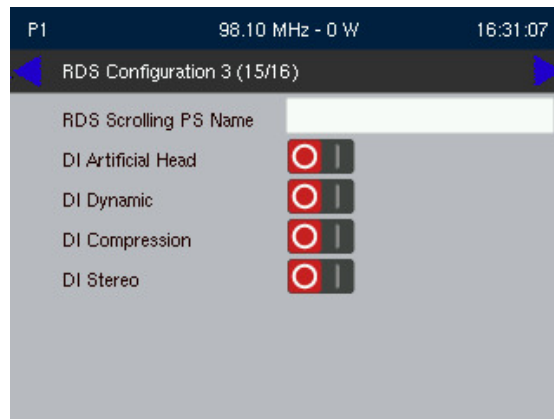 P1 98.10 MHz - 0 W 16:31:07
RDS Configuration 3 (15/16)
RDS Scrolling PS Name
DI Artificial Head
DI Dynamic
DI Compression
DI Stereo